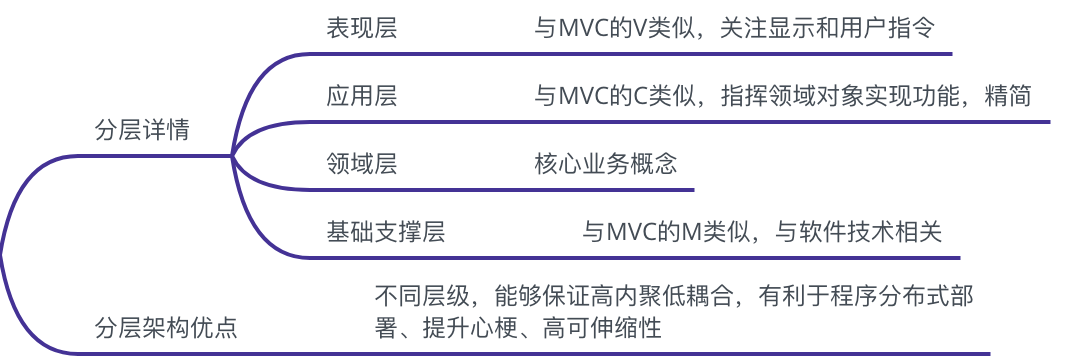 表现层 与MVC的V类似，关注显示和用户指令
应用层 与MVC的C类似，指挥领域对象实现功能，精简
分层详情
领域层 核心业务概念
基础支撑层 与MVC的M类似，与软件技术相关
不同层级，能够保证高内聚低耦合，有利于程序分布式部
分层架构优点
署、提升心梗、高可伸缩性